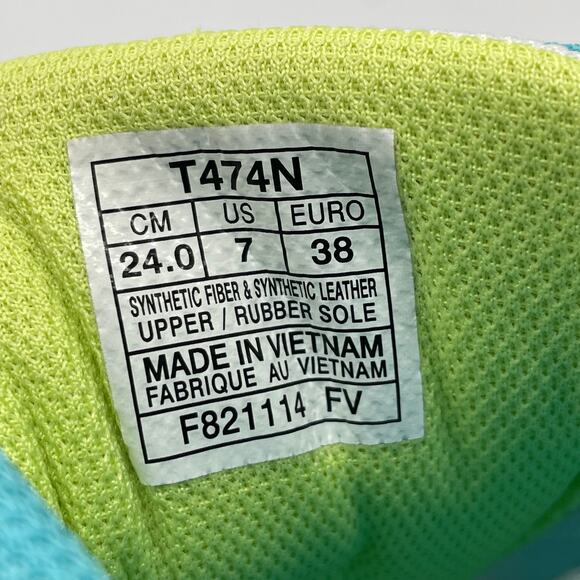 T474N
CM US EURO
24.0 7 38
SYNTHETIC FIBER & SYNTHETIC LEATHER
UPPER / RUBBER SOLE
MADE IN VIETNAM
FABRIQUE AU VIETNAM
F821114 FV